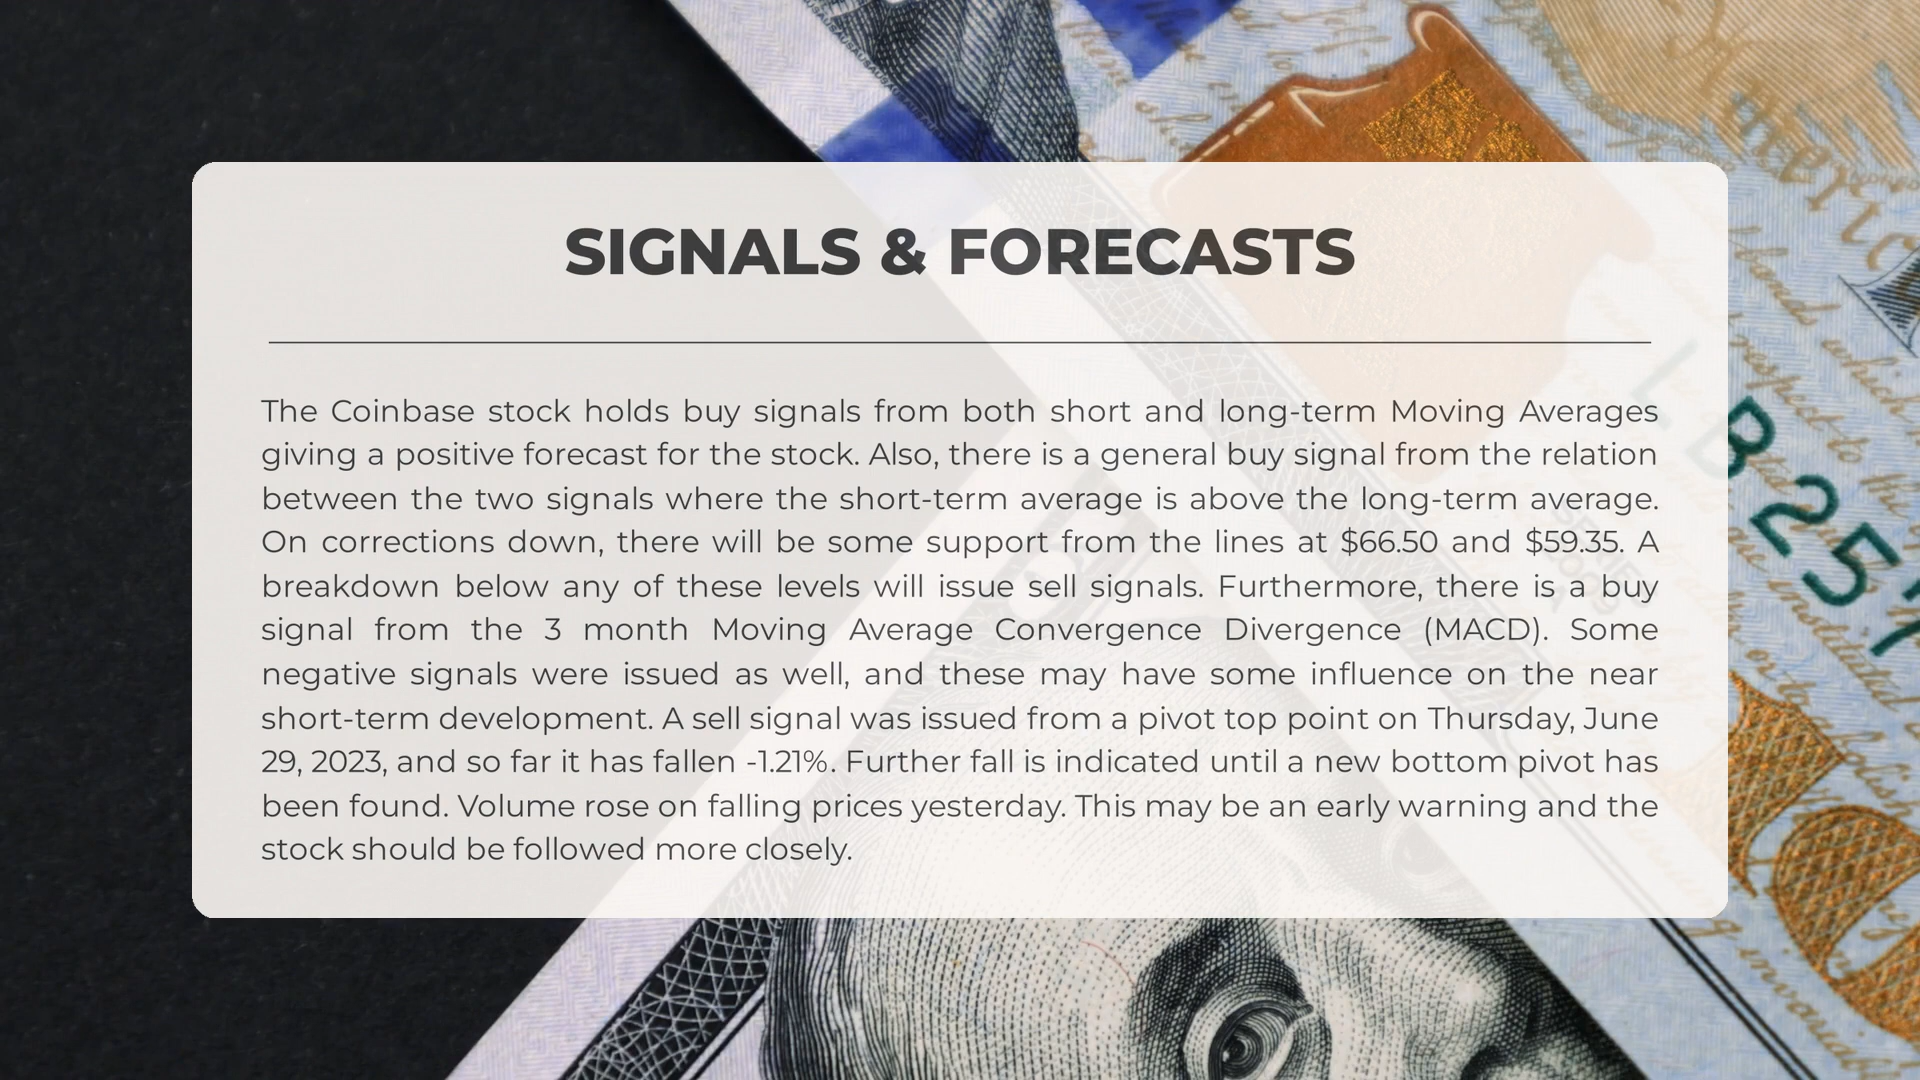 SIGNALS & FORECASTS
The Coinbase stock holds buy signals from both short and long-term Moving Averages
giving a positive forecast for the stock. Also, there is a general buy signal from the relation
between the two signals where the short-term average is above the long-term average.
On corrections down, there will be some support from the lines at $66.50 and $59.35. A
breakdown below any of these levels will issue sell signals. Furthermore, there is a buy
signal from the 3 month Moving Average Convergence Divergence (MACD). Some
negative signals were issued as well, and these may have some influence on the near
short-term development. A sell signal was issued from a pivot top point on Thursday, June
29, 2023, and so far it has fallen -1.21%. Further fall is indicated until a new bottom pivot has
been found. Volume rose on falling prices yesterday. This may be an early warning and the
stock should be followed more closely.